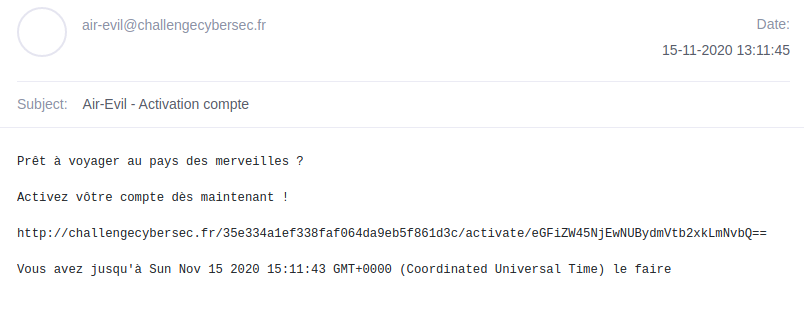 air-evil@challengecybersec.fr
Date:
15-11-2020 13:11:45
Subject: Air-Evil - Activation compte
Prêt à voyager au pays des merveilles ?
Activez vôtre compte dès maintenant !
http://challengecybersec.fr/35e334a1ef338faf064da9eb5f861d3c/activate/eGFiZW45NjEwNUBydmVtb2xkLmNvbQ==
Vous avez jusqu'à Sun Nov 15 2020 15:11:43 GMT+0000 (Coordinated Universal Time) le faire